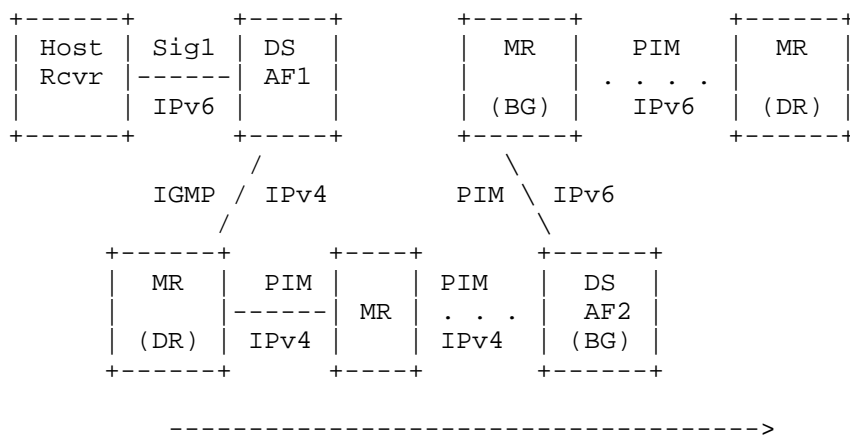 Host Sig1 DS MR PIM MR
Rcvr ------ AF1 . . . .
IPv6 (BG) IPv6 (DR)
IGMP / IPv4 PIM \ IPv6
MR PIM PIM DS
------ MR . . . AF2
(DR) IPv4 IPv4 (BG)
------------------------------------->